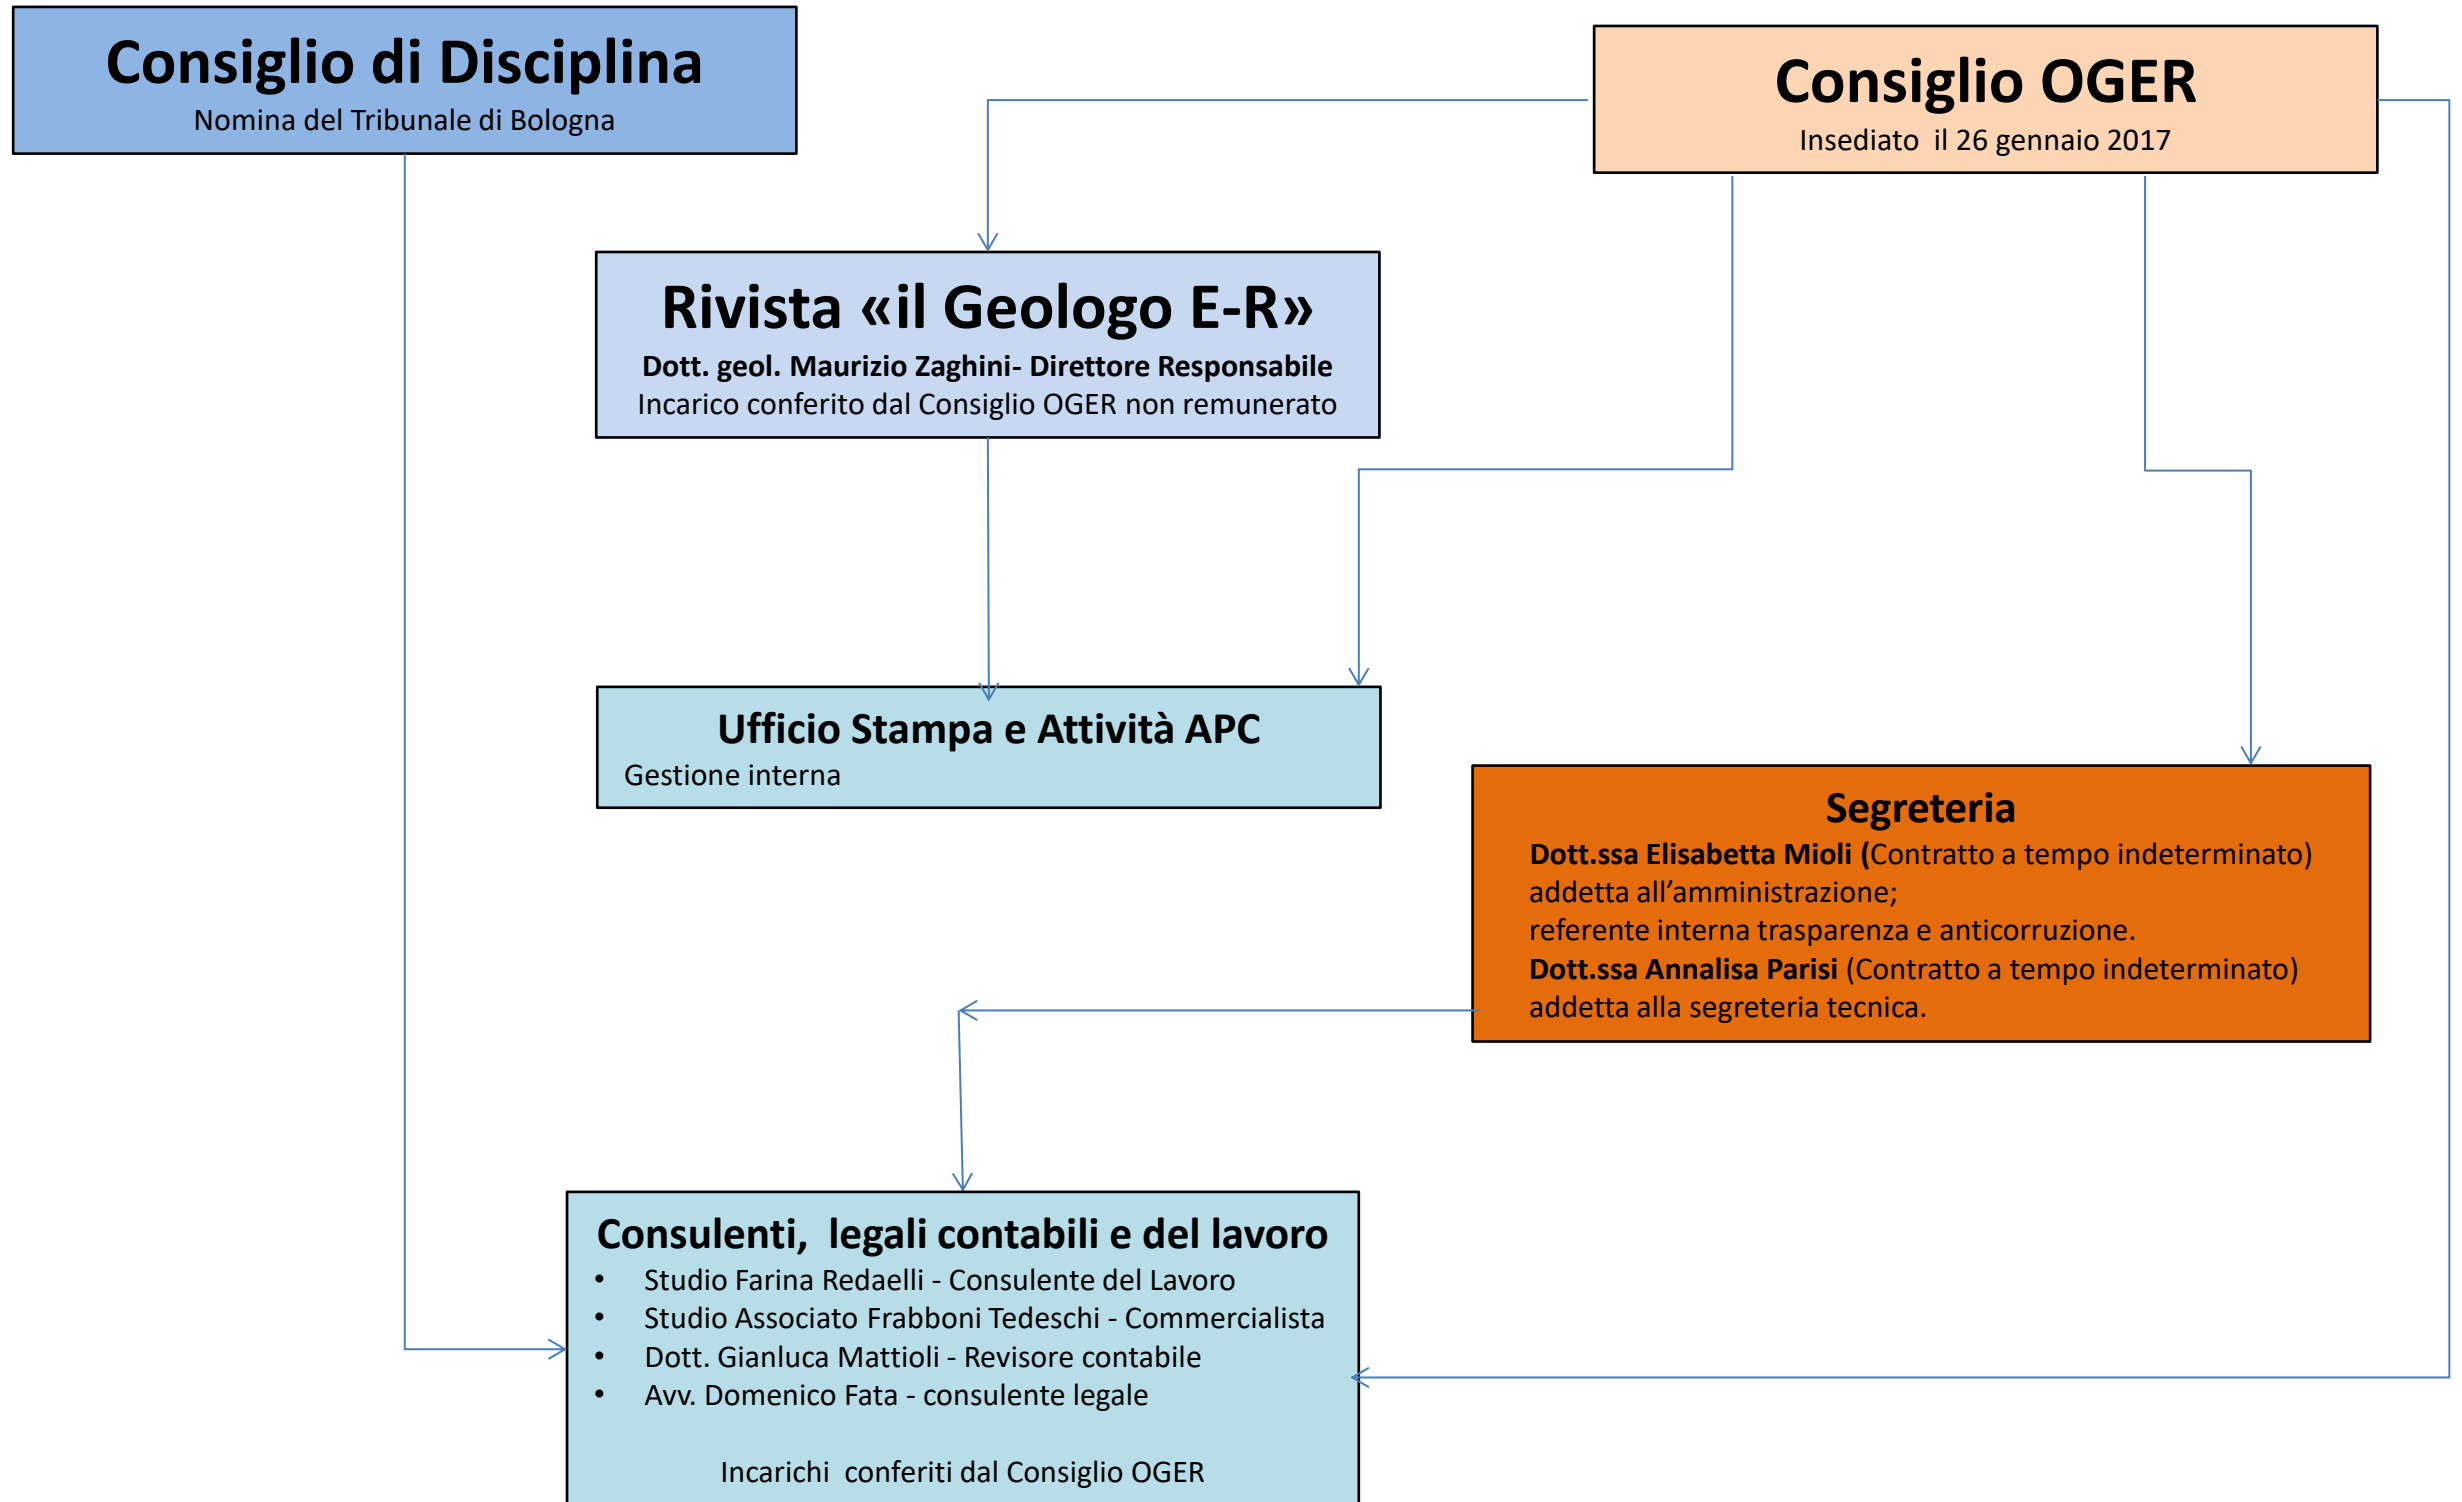 Consiglio di Disciplina
Nomina del Tribunale di Bologna
Consiglio OGER
Insediato  il 26 gennaio 2017
Rivista «il Geologo E-R»
Dott. geol. Maurizio Zaghini- Direttore Responsabile
Incarico conferito dal Consiglio OGER non remunerato
Ufficio Stampa e Attività APC
Gestione interna
Segreteria
Dott.ssa Elisabetta Mioli (Contratto a tempo indeterminato)
addetta all’amministrazione;
referente interna trasparenza e anticorruzione.
Dott.ssa Annalisa Parisi (Contratto a tempo indeterminato)
addetta alla segreteria tecnica.
Consulenti,  legali contabili e del lavoro
• Studio Farina Redaelli - Consulente del Lavoro
• Studio Associato Frabboni Tedeschi - Commercialista
• Dott. Gianluca Mattioli - Revisore contabile
• Avv. Domenico Fata - consulente legale
Incarichi  conferiti dal Consiglio OGER